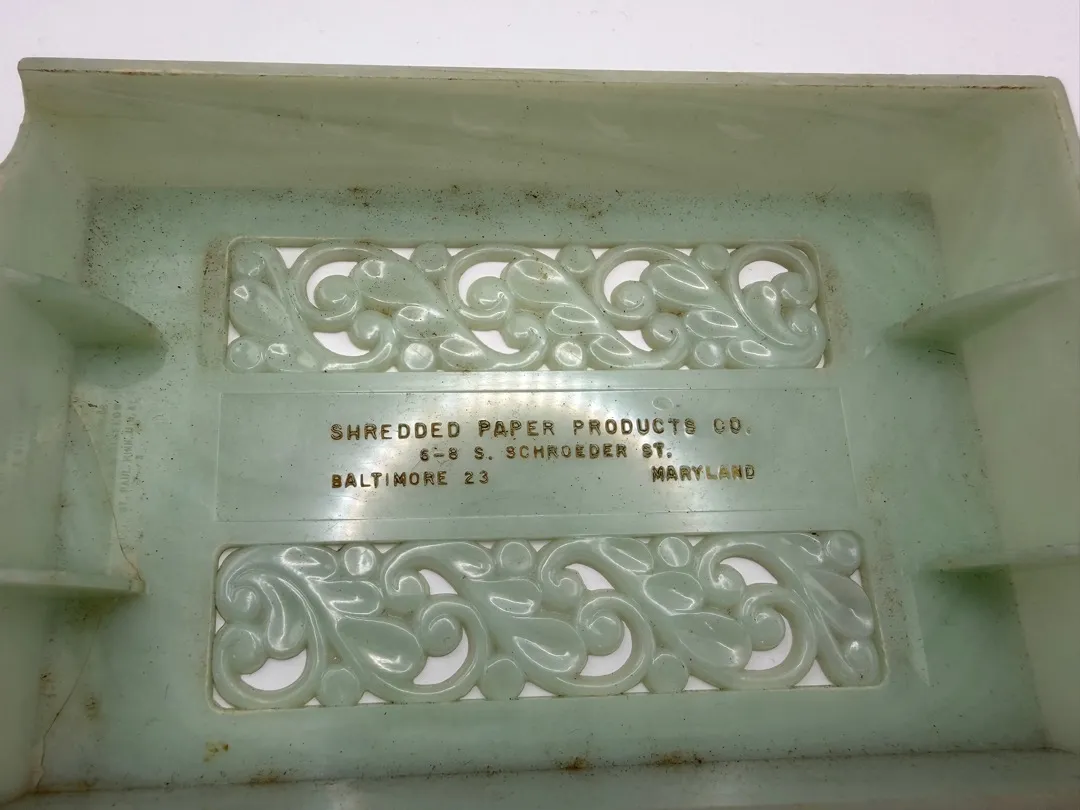 SHREDDED PAPER PRODUCTS CO.
6-8 S. SCHROEDER ST.
BALTIMORE 23 MARYLAND